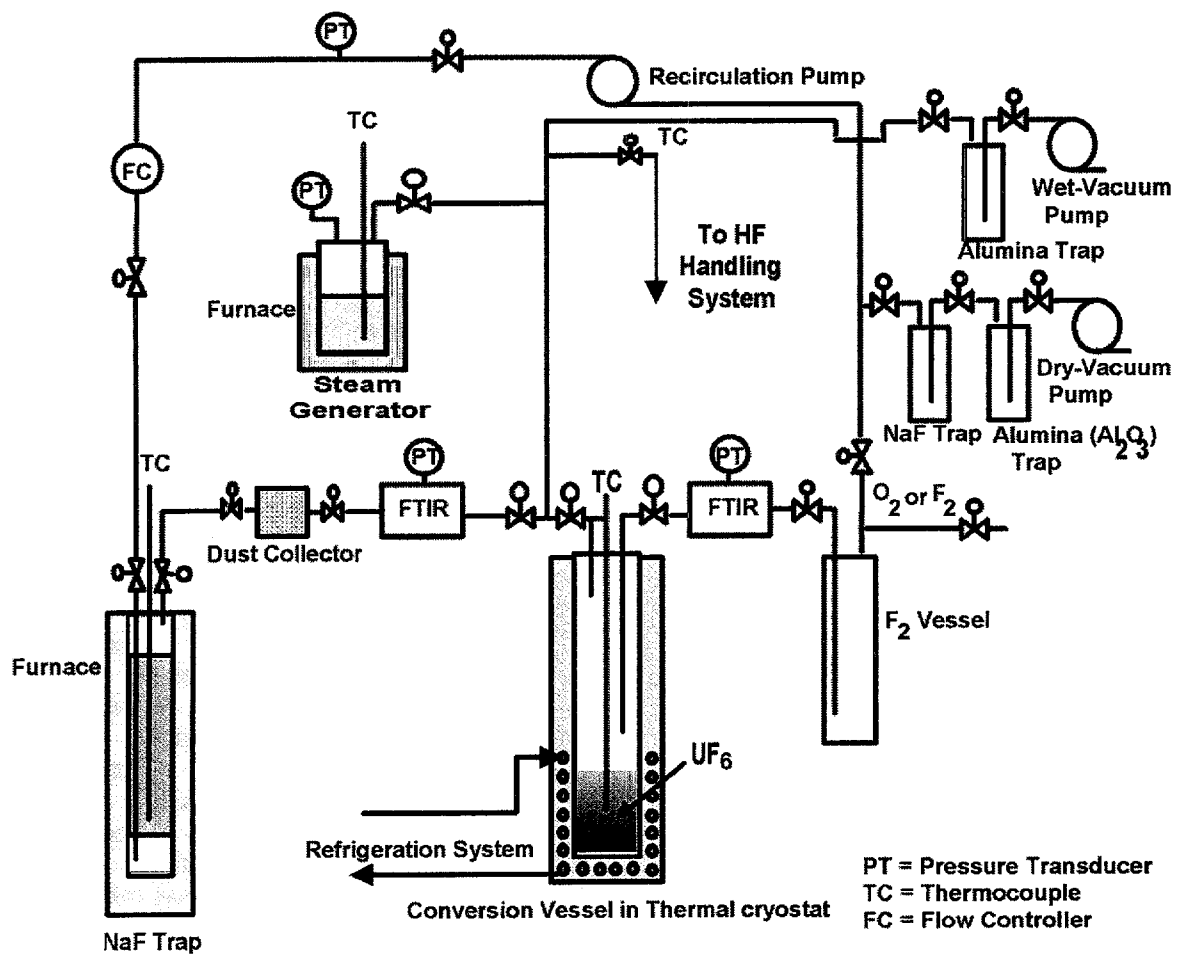 PT
Recirculation Pump
TC
TC
FC
PT
Wet-Vacuum
Pump
Alumina Trap
To HF
Handling
System
Furnace
Steam
Generator
Dry-Vacuum
Pump
NaF Trap
Alumina (Al2O3)
Trap
TC
PT
TC
PT
O2 or F2
FTIR
FTIR
Dust Collector
F2 Vessel
Furnace
UF6
Refrigeration System
Conversion Vessel in Thermal cryostat
NaF Trap
PT = Pressure Transducer
TC = Thermocouple
FC = Flow Controller